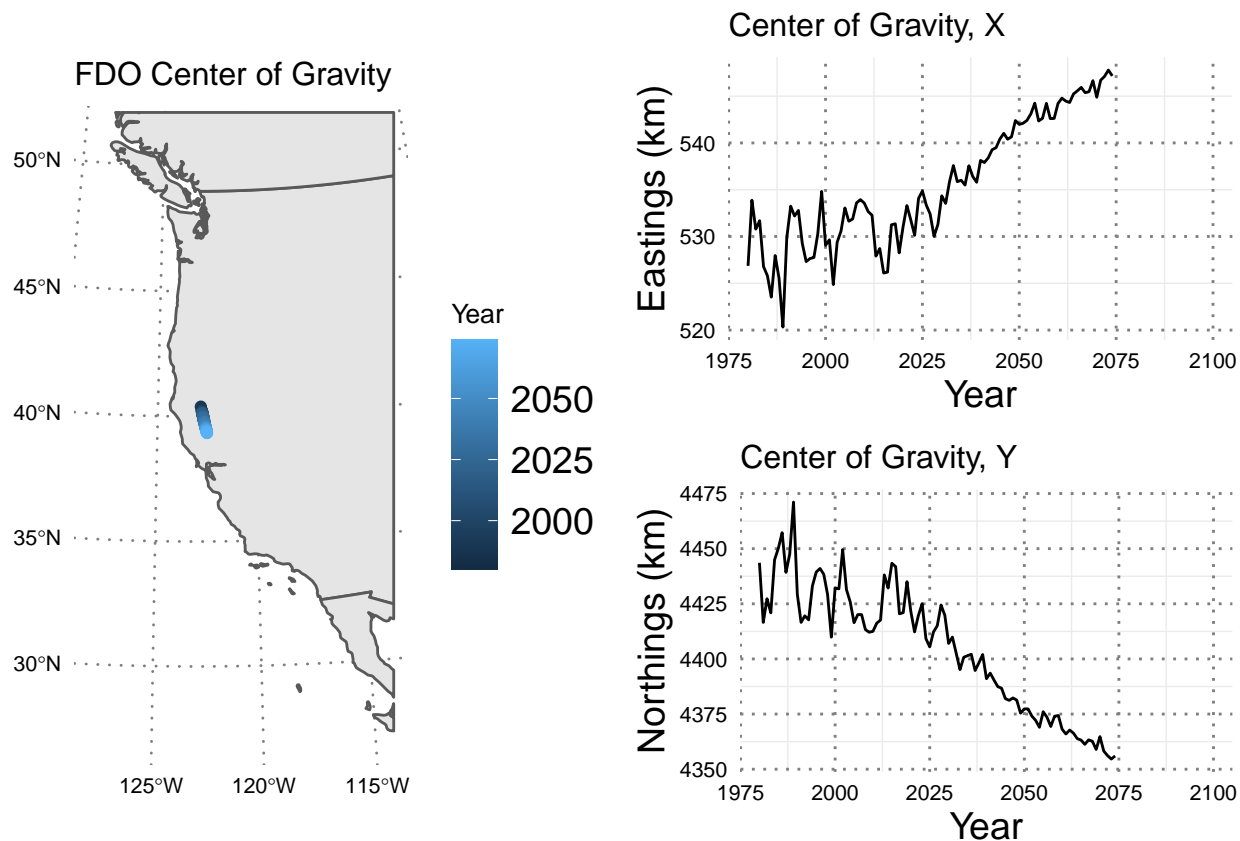 FDO Center of Gravity
50°N
45°N
40°N
35°N
30°N
125°W
120°W
115°W
Year
2050
2025
2000
Center of Gravity, X
Eastings (km)
540
530
520
1975
2000
2025
2050
2075
2100
Year
Center of Gravity, Y
Northings (km)
4475
4450
4425
4400
4375
4350
1975
2000
2025
2050
2075
2100
Year